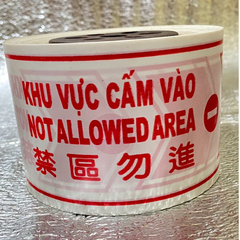 KHU VỰC CẤM VÀO
NOT ALLOWED AREA
禁區勿進